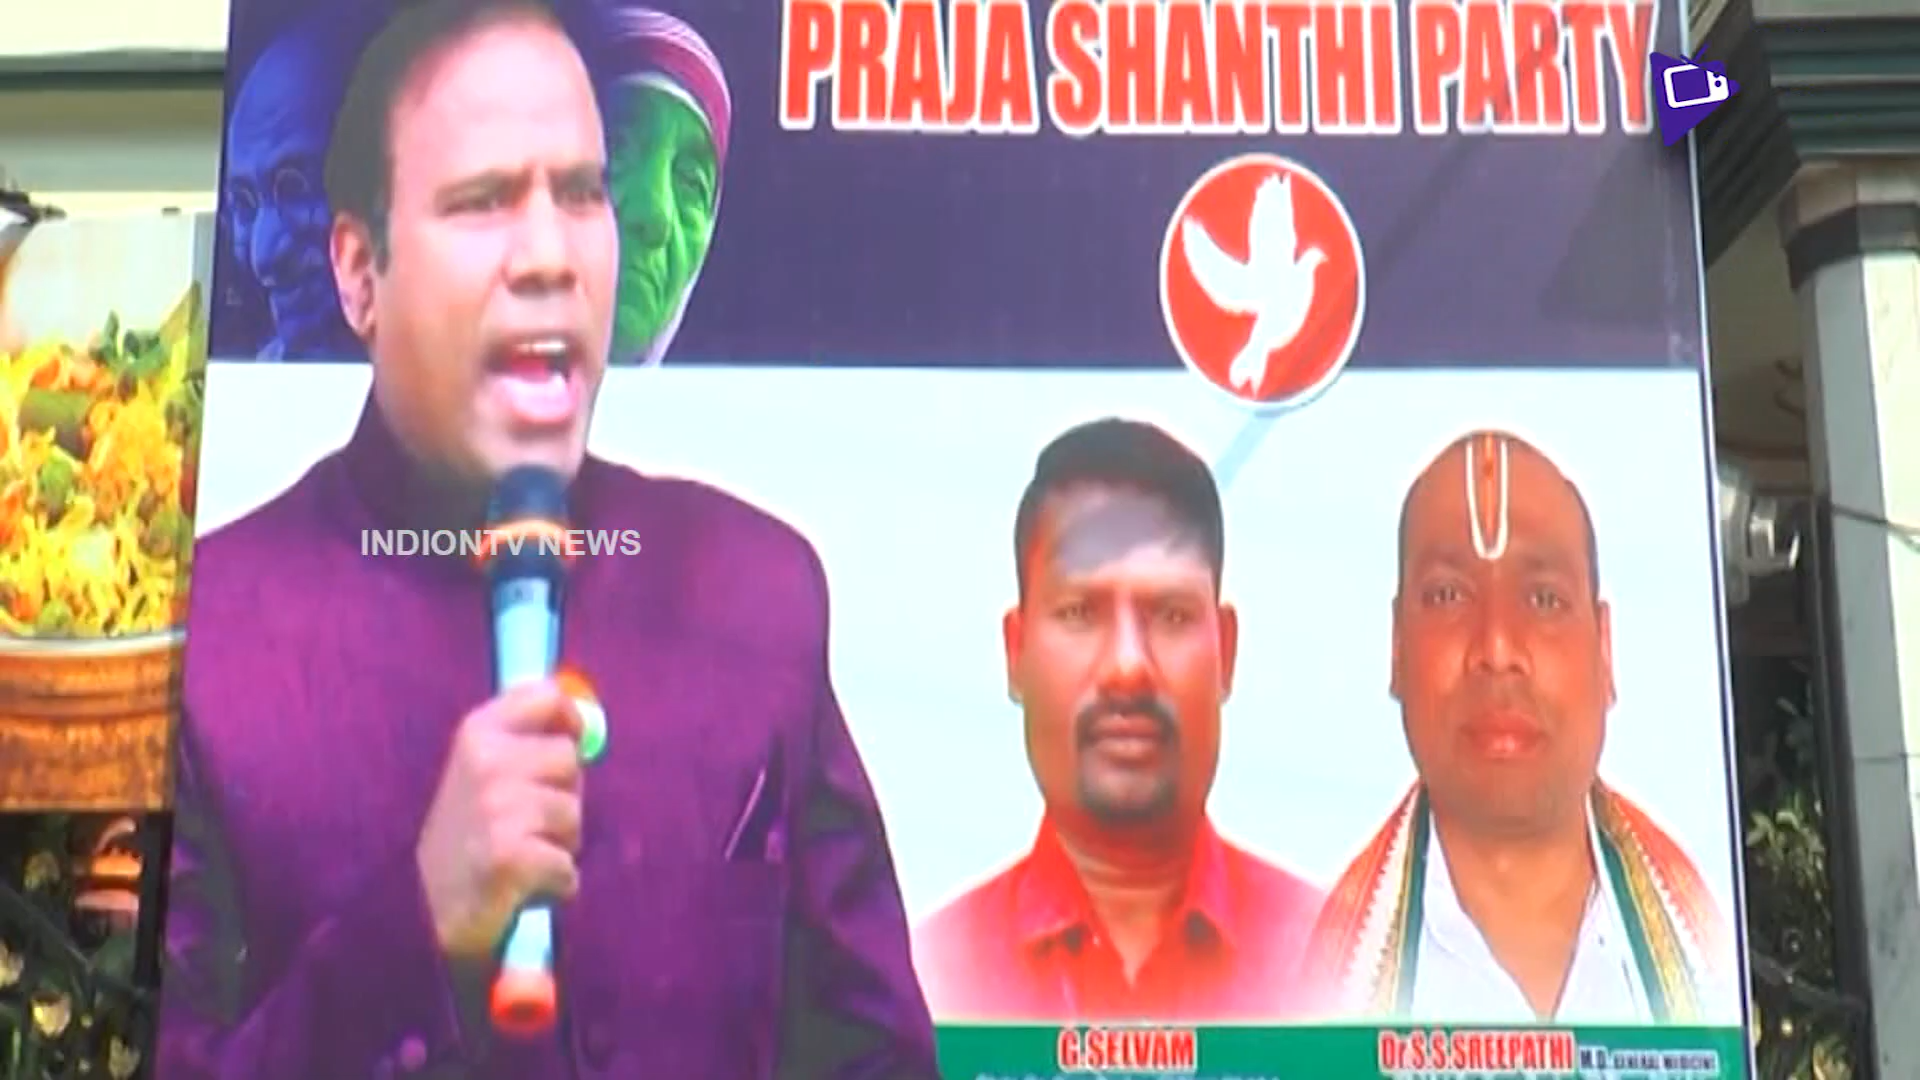 PRAJA SHANTHI PARTY
INDIONTV NEWS
G.SELVAM
Dr.S.S.SREEPATHI M.D. GENERAL MEDICINE